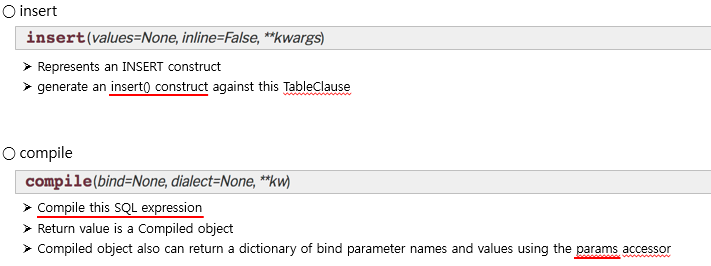 ○ insert
insert(values=None, inline=False, **kwargs)
➤ Represents an INSERT construct
➤ generate an insert() construct against this TableClause
○ compile
compile(bind=None, dialect=None, **kw)
➤ Compile this SQL expression
➤ Return value is a Compiled object
➤ Compiled object also can return a dictionary of bind parameter names and values using the params accessor